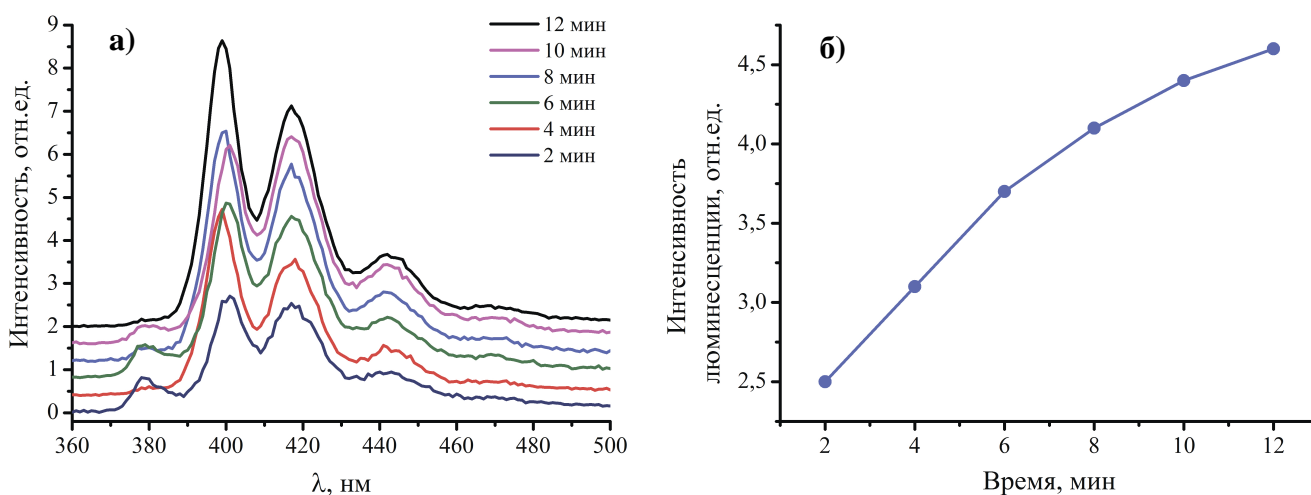 а)
Интенсивность, отн.ед.
9
8
7
6
5
4
3
2
1
0
360 380 400 420 440 460 480 500
λ, нм
12 мин
10 мин
8 мин
6 мин
4 мин
2 мин
б)
Интенсивность
люминесценции, отн.ед.
4,5
4,0
3,5
3,0
2,5
2 4 6 8 10 12
Время, мин